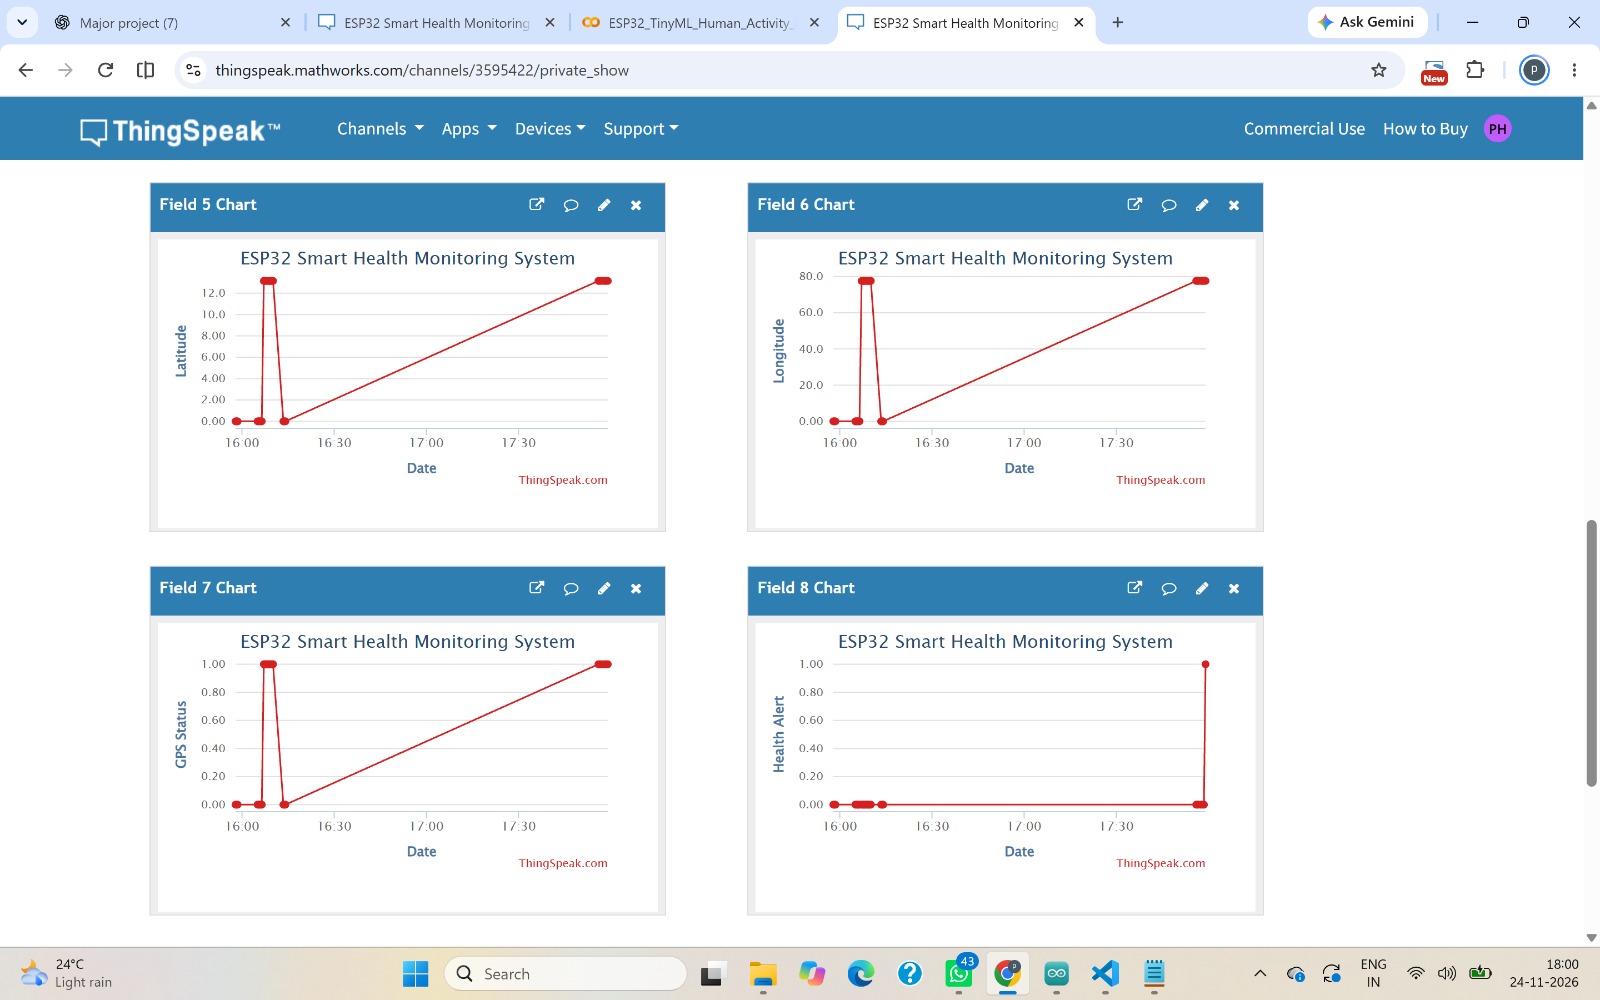 Major project (7)
ESP32 Smart Health Monitoring
ESP32_TinyML_Human_Activity_
ESP32 Smart Health Monitoring
Ask Gemini
thingspeak.mathworks.com/channels/3595422/private_show
New
P
ThingSpeak™
Channels
Apps
Devices
Support
Commercial Use
How to Buy
PH
Field 5 Chart
ESP32 Smart Health Monitoring System
Latitude
12.0
10.0
8.00
6.00
4.00
2.00
0.00
16:00
16:30
17:00
17:30
Date
ThingSpeak.com
Field 6 Chart
ESP32 Smart Health Monitoring System
Longitude
80.0
60.0
40.0
20.0
0.00
16:00
16:30
17:00
17:30
Date
ThingSpeak.com
Field 7 Chart
ESP32 Smart Health Monitoring System
GPS Status
1.00
0.80
0.60
0.40
0.20
0.00
16:00
16:30
17:00
17:30
Date
ThingSpeak.com
Field 8 Chart
ESP32 Smart Health Monitoring System
Health Alert
1.00
0.80
0.60
0.40
0.20
0.00
16:00
16:30
17:00
17:30
Date
ThingSpeak.com
24°C
Light rain
Search
43
ENG
IN
18:00
24-11-2026